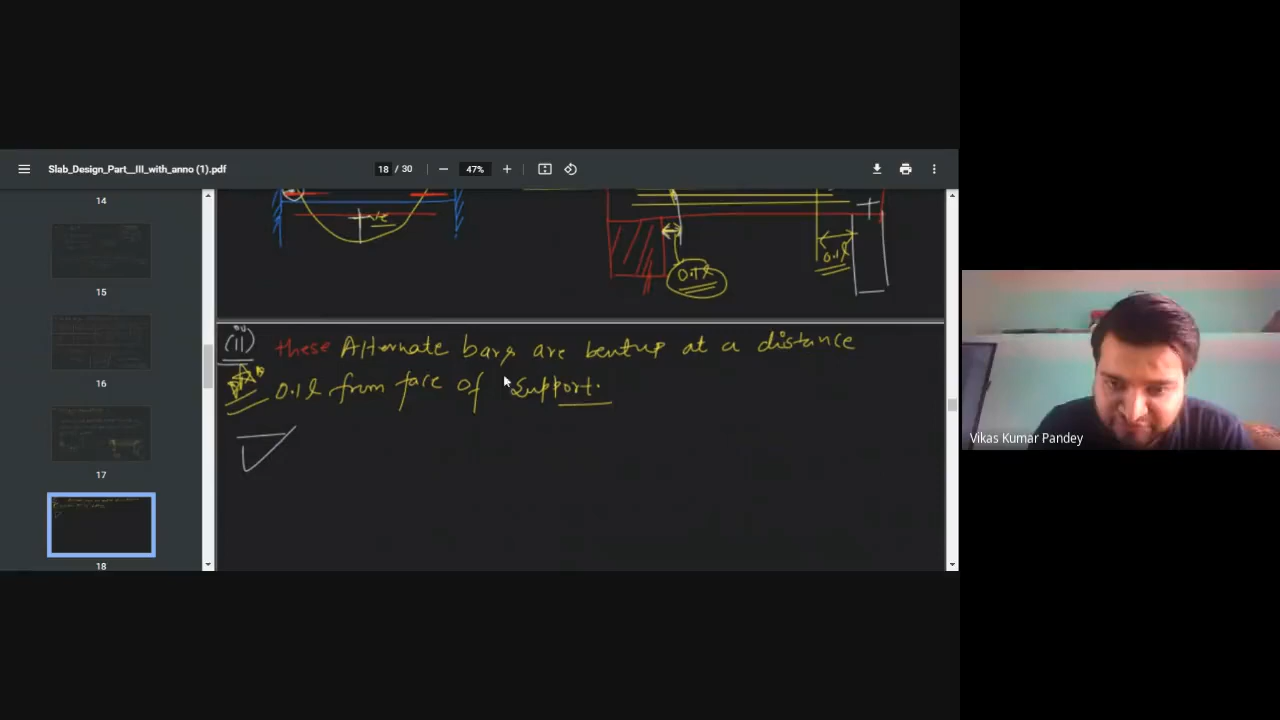 Slab_Design_Part__III_with_anno (1).pdf
18 / 30
47%
14
15
16
17
18
+ve
0.1l
0.1l
(ii) these Alternate bars are bentup at a distance
0.1l from face of support.
Vikas Kumar Pandey